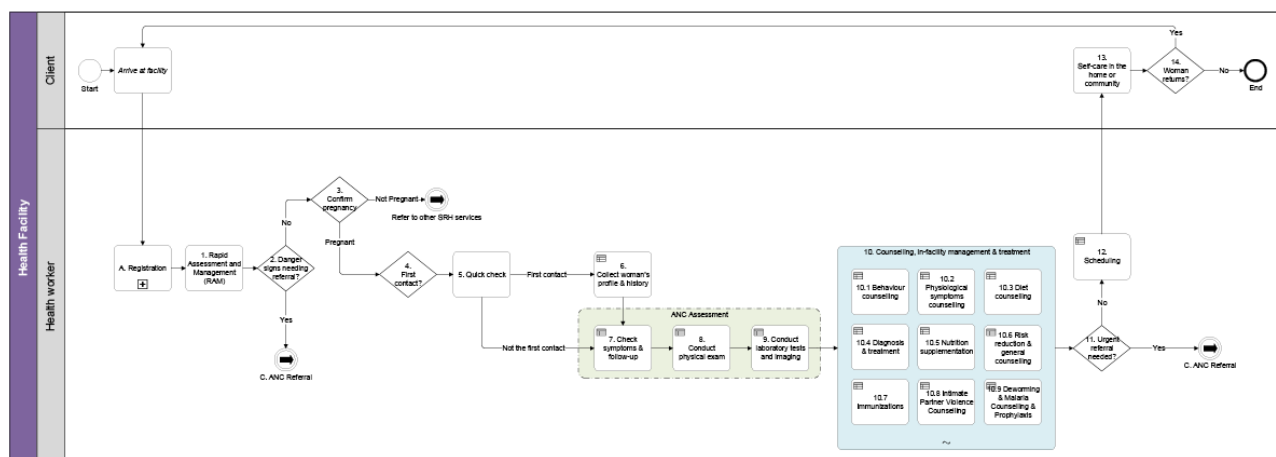 Health Facility
Client
Health worker
Start
Arrive at facility
13.
Self-care in the
home or
community
14.
Woman
returns?
Yes
No
End
A. Registration
1. Rapid
Assessment and
Management
(RAM)
2. Danger
signs needing
referral?
No
Yes
C. ANC Referral
3.
Confirm
pregnancy
Not Pregnant
Refer to other SRH services
Pregnant
4.
First
contact?
5. Quick check
First contact
Not the first contact
6.
Collect woman's
profile & history
ANC Assessment
7. Check
symptoms &
follow-up
8.
Conduct
physical exam
9. Conduct
laboratory tests
and imaging
10. Counselling, in-facility management & treatment
10.1 Behaviour
counselling
10.2
Physiological
symptoms
counselling
10.3 Diet
counselling
10.4 Diagnosis
& treatment
10.5 Nutrition
supplementation
10.6 Risk
reduction &
general
counselling
10.7
Immunizations
10.8 Intimate
Partner Violence
Counselling
10.9 Deworming
& Malaria
Counselling &
Prophylaxis
11. Urgent
referral
needed?
No
Yes
C. ANC Referral
12.
Scheduling